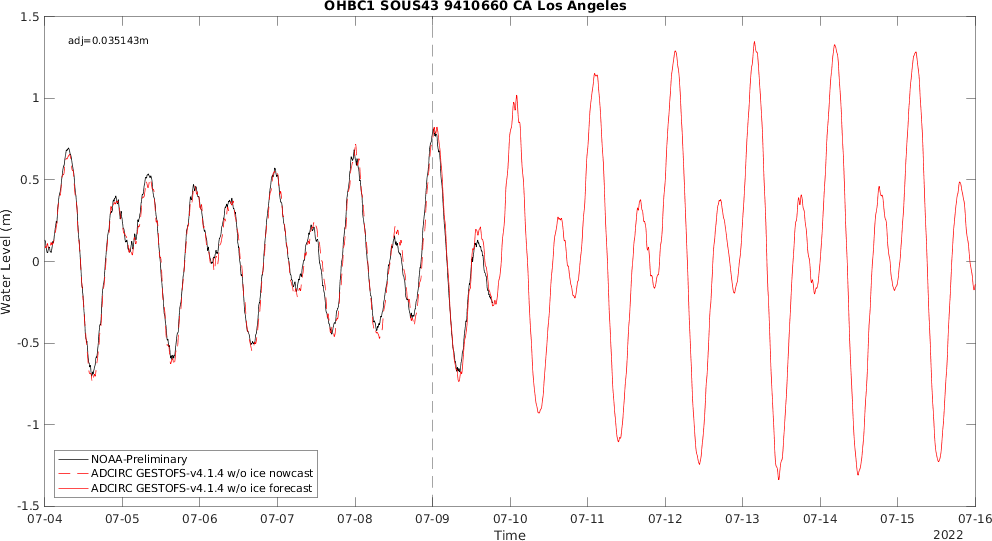 OHBC1 SOUS43 9410660 CA Los Angeles
adj=0.035143m
1.5
1
0.5
0
-0.5
-1
-1.5
Water Level (m)
NOAA-Preliminary
ADCIRC GESTOFS-v4.1.4 w/o ice nowcast
ADCIRC GESTOFS-v4.1.4 w/o ice forecast
07-04 07-05 07-06 07-07 07-08 07-09 07-10 07-11 07-12 07-13 07-14 07-15 07-16
Time
2022